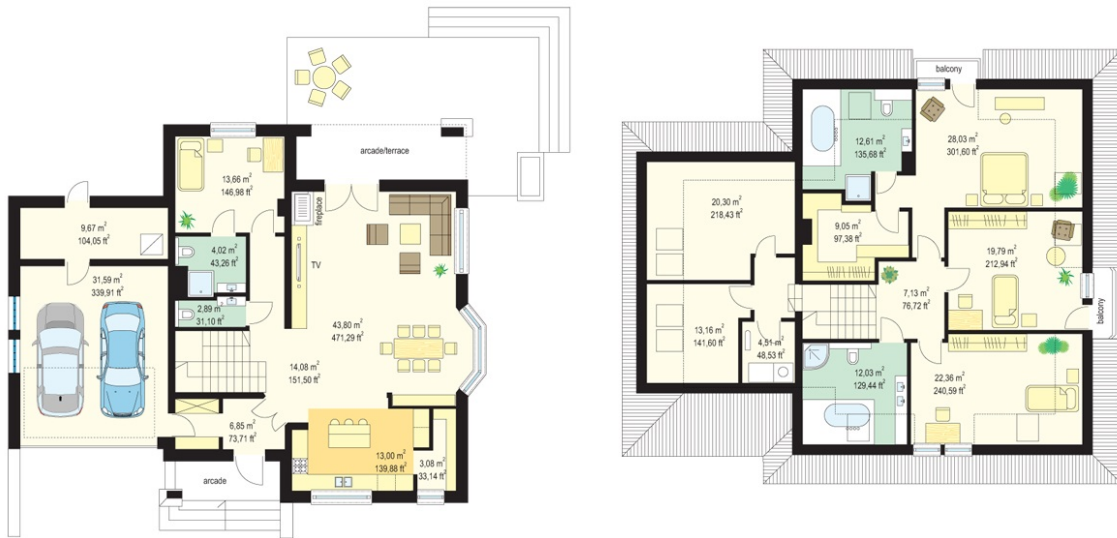 arcade/terrace
13,66 m²
146,98 ft²
fireplace
9,67 m²
104,05 ft²
4,02 m²
43,26 ft²
TV
31,59 m²
339,91 ft²
2,89 m²
31,10 ft²
43,80 m²
471,29 ft²
14,08 m²
151,50 ft²
6,85 m²
73,71 ft²
13,00 m²
139,88 ft²
3,08 m²
33,14 ft²
arcade
balcony
12,61 m²
135,68 ft²
28,03 m²
301,60 ft²
20,30 m²
218,43 ft²
9,05 m²
97,38 ft²
19,79 m²
212,94 ft²
7,13 m²
76,72 ft²
balcony
13,16 m²
141,60 ft²
4,51 m²
48,53 ft²
12,03 m²
129,44 ft²
22,36 m²
240,59 ft²